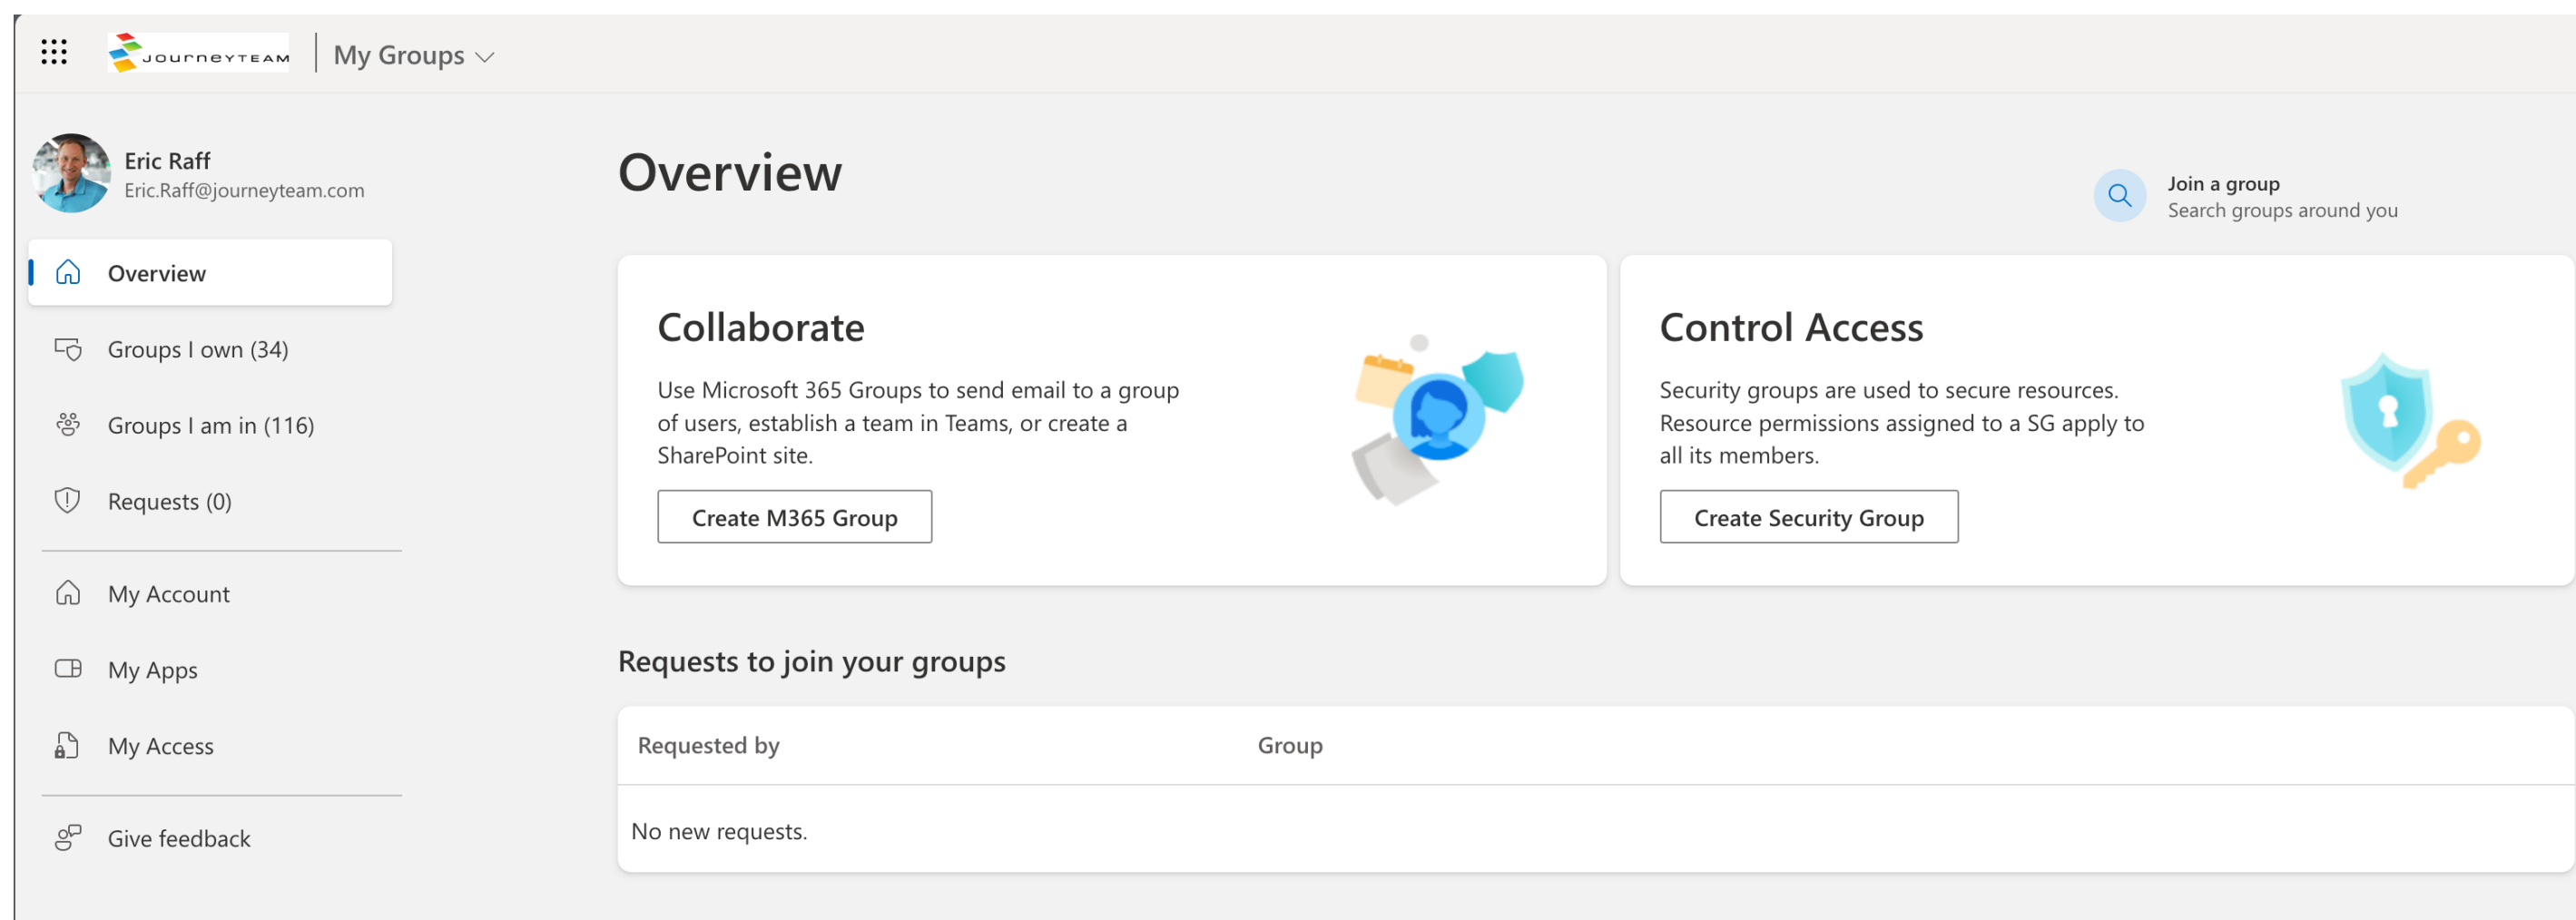 JOURNEYTEAM
My Groups
Eric Raff
Eric.Raff@journeyteam.com
Overview
Groups I own (34)
Groups I am in (116)
Requests (0)
My Account
My Apps
My Access
Give feedback
Overview
Join a group
Search groups around you
Collaborate
Use Microsoft 365 Groups to send email to a group
of users, establish a team in Teams, or create a
SharePoint site.
Create M365 Group
Control Access
Security groups are used to secure resources.
Resource permissions assigned to a SG apply to
all its members.
Create Security Group
Requests to join your groups
Requested by
Group
No new requests.